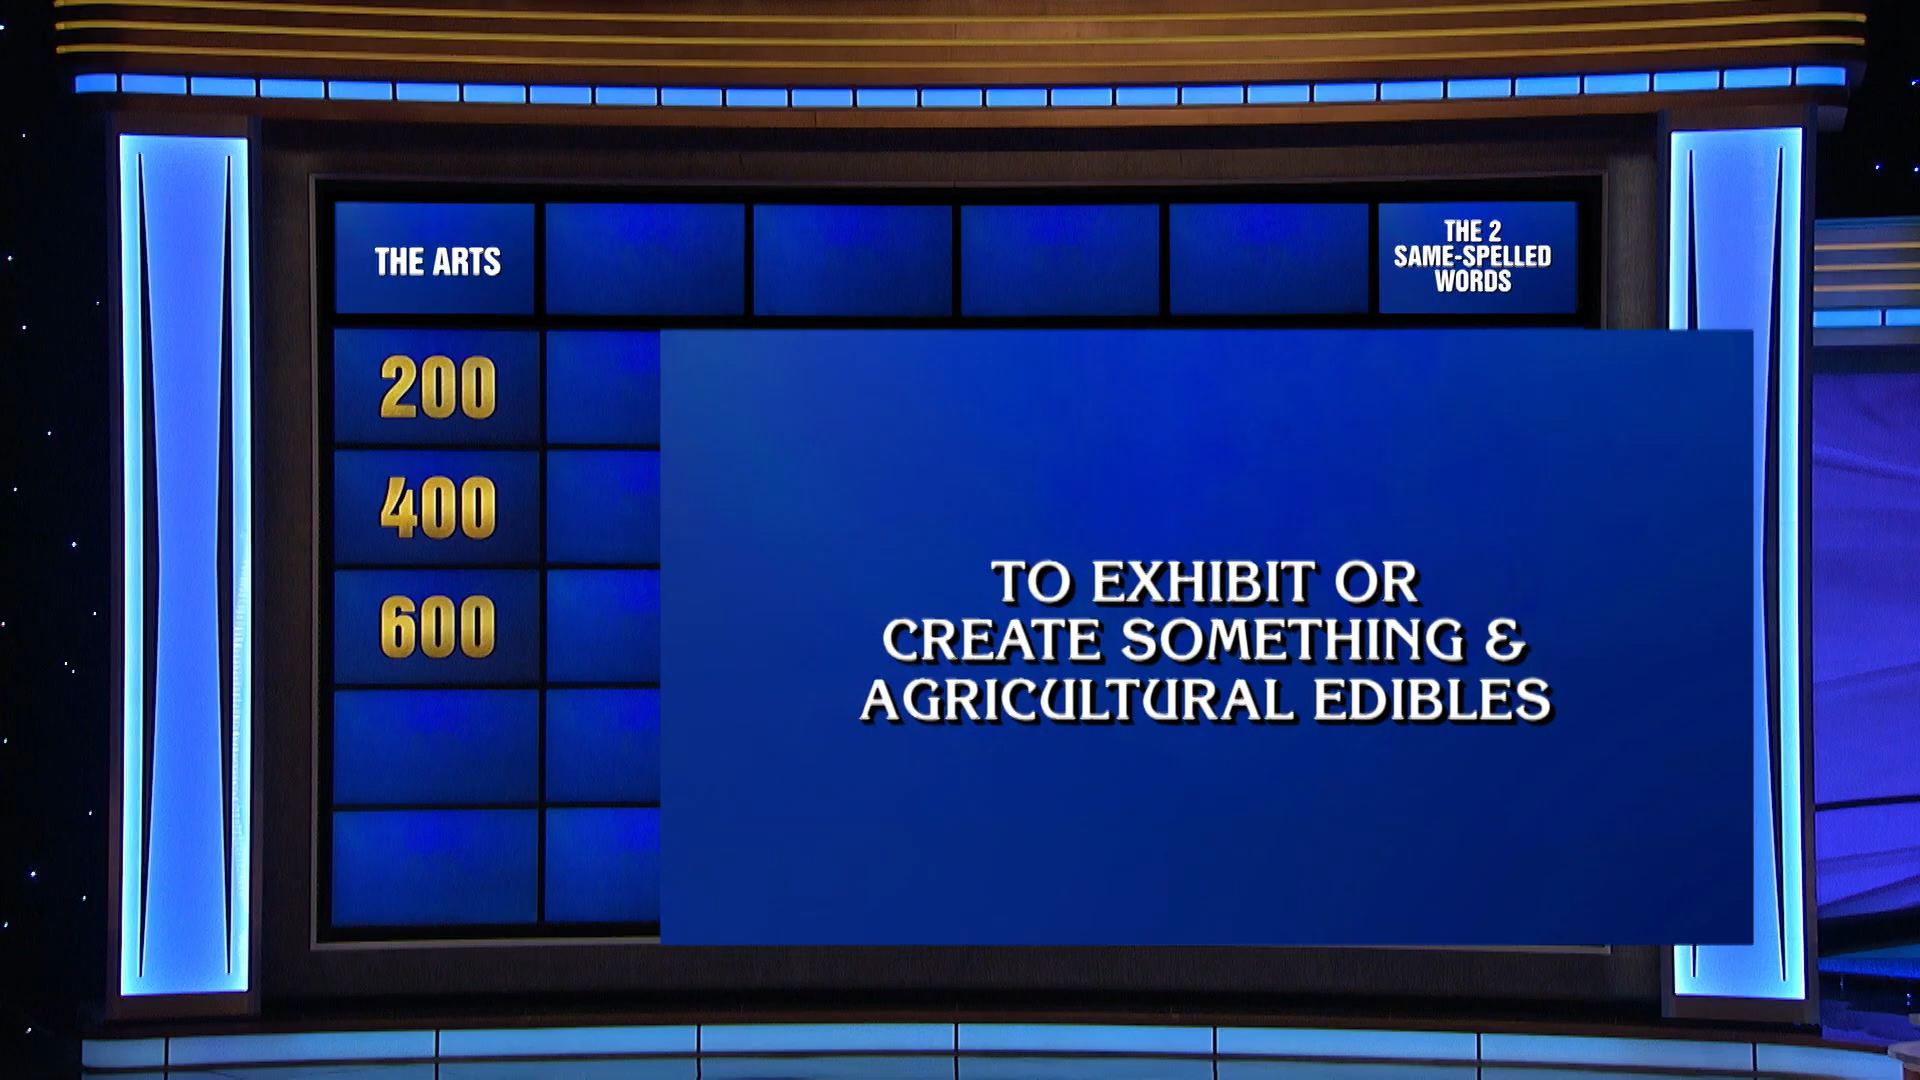 THE ARTS
THE 2
SAME-SPELLED
WORDS
200
400
600
TO EXHIBIT OR
CREATE SOMETHING &
AGRICULTURAL EDIBLES